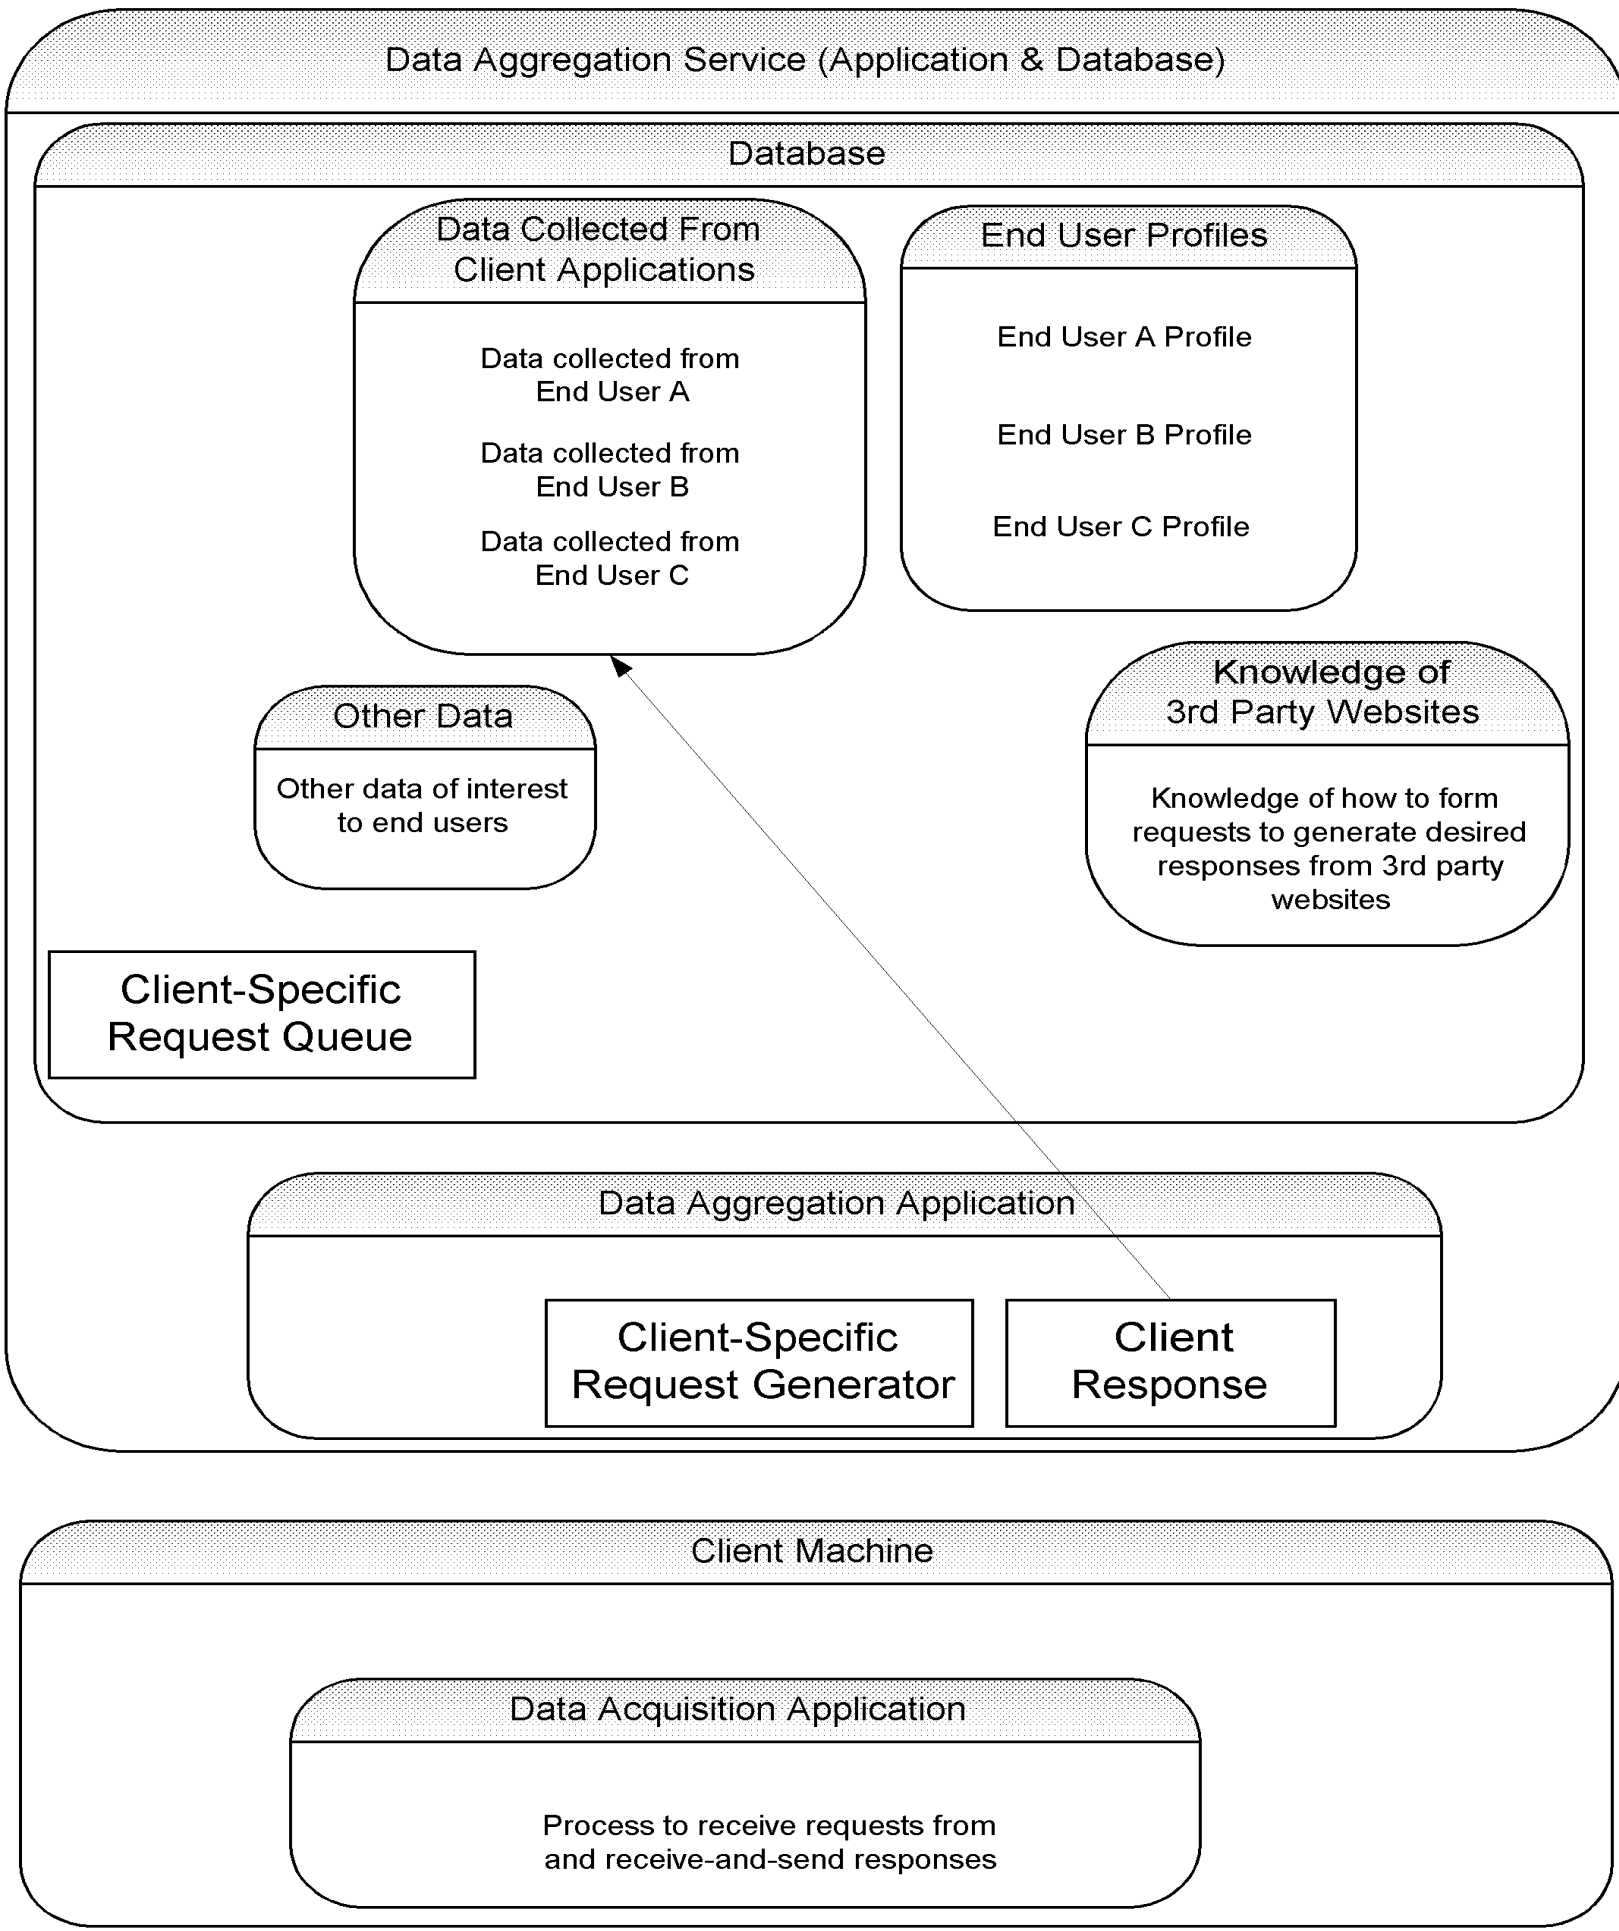 Data Aggregation Service (Application & Database)
Database
Data Collected From
Client Applications
Data collected from
End User A
Data collected from
End User B
Data collected from
End User C
End User Profiles
End User A Profile
End User B Profile
End User C Profile
Other Data
Other data of interest
to end users
Knowledge of
3rd Party Websites
Knowledge of how to form
requests to generate desired
responses from 3rd party
websites
Client-Specific
Request Queue
Data Aggregation Application
Client-Specific
Request Generator
Client
Response
Client Machine
Data Acquisition Application
Process to receive requests from
and receive-and-send responses